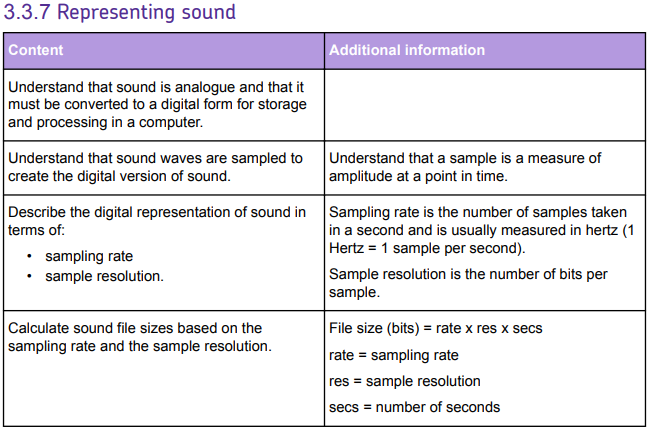 3.3.7 Representing sound
Content
Additional information
Understand that sound is analogue and that it
must be converted to a digital form for storage
and processing in a computer.
Understand that sound waves are sampled to
create the digital version of sound.
Understand that a sample is a measure of
amplitude at a point in time.
Describe the digital representation of sound in
terms of:
• sampling rate
• sample resolution.
Sampling rate is the number of samples taken
in a second and is usually measured in hertz (1
Hertz = 1 sample per second).
Sample resolution is the number of bits per
sample.
Calculate sound file sizes based on the
sampling rate and the sample resolution.
File size (bits) = rate x res x secs
rate = sampling rate
res = sample resolution
secs = number of seconds